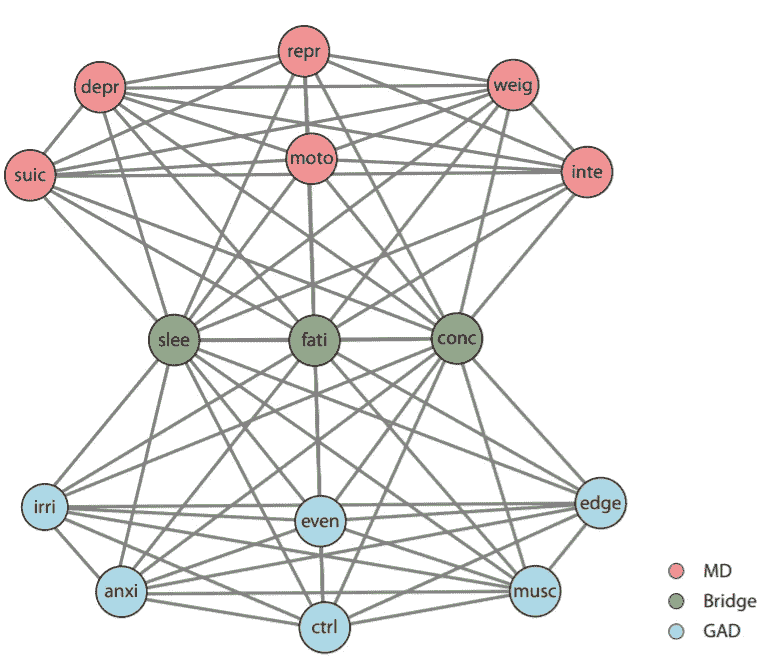 repr
depr
weig
moto
suic
inte
slee
fati
conc
irri
even
edge
anxi
musc
ctrl
MD
Bridge
GAD